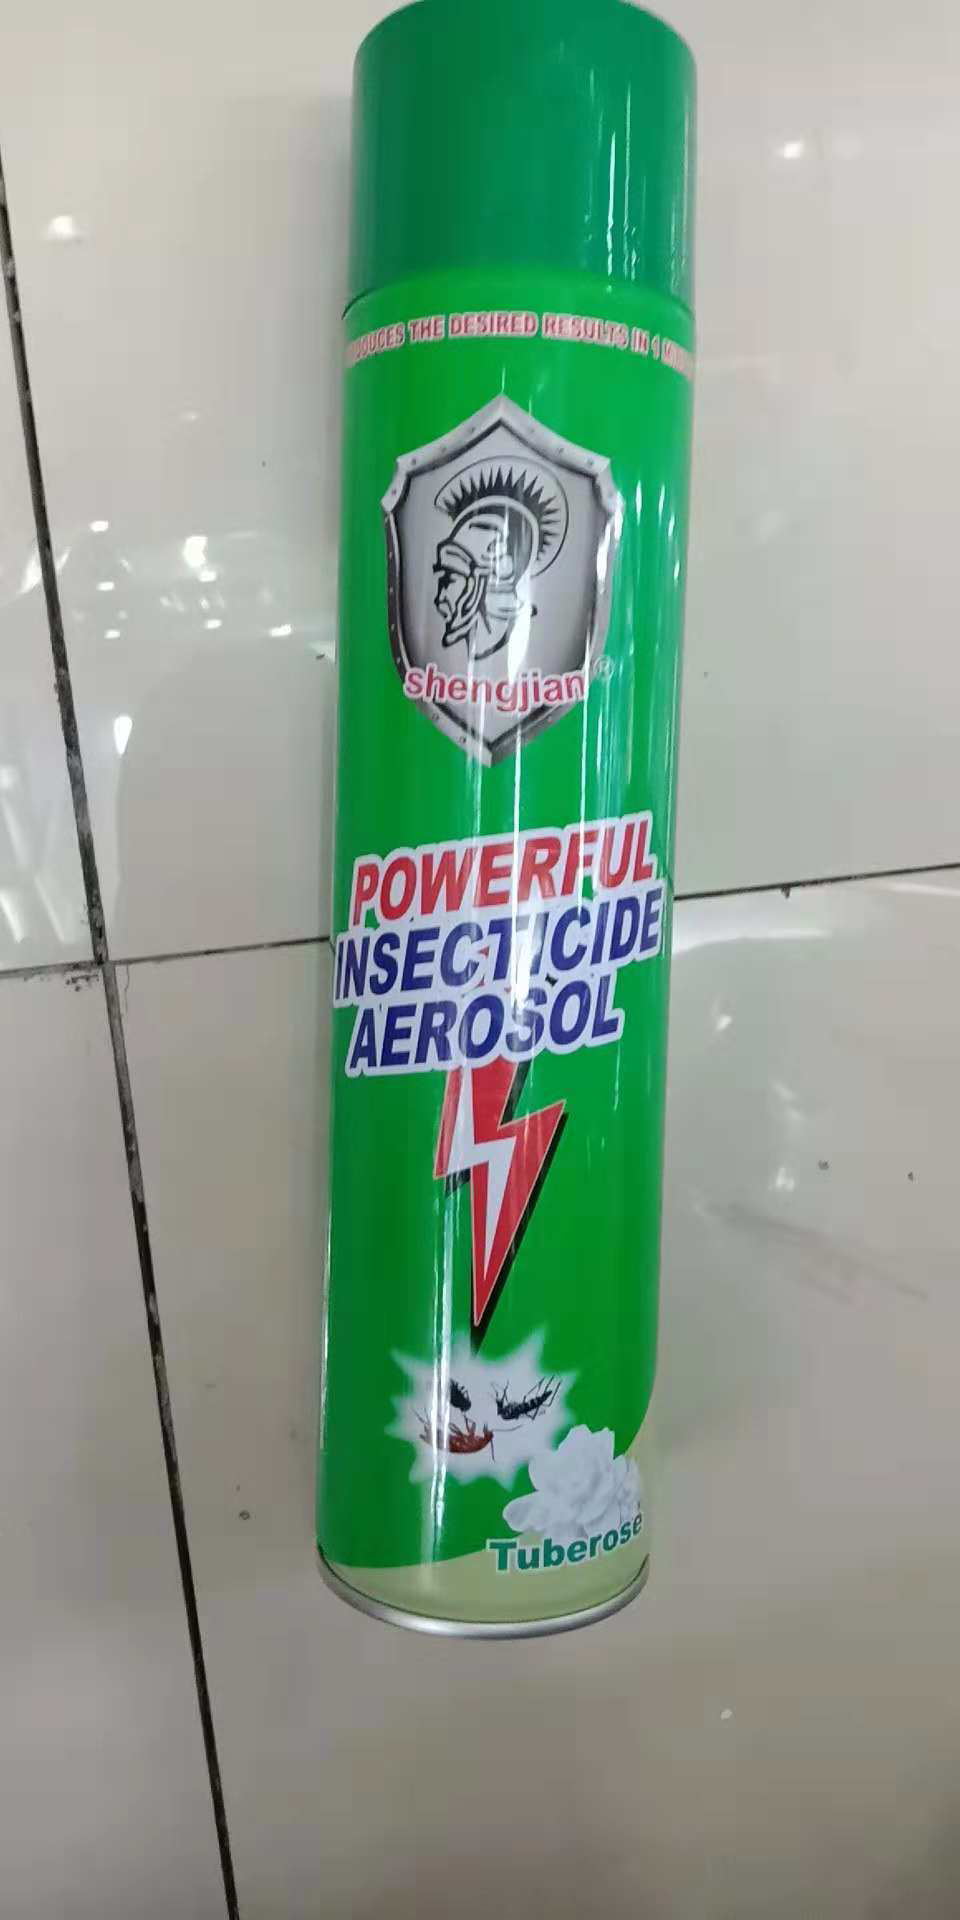 THE DESIRED RESULTS IN 1
shengjian®
POWERFUL
INSECTICIDE
AEROSOL
Tuberose